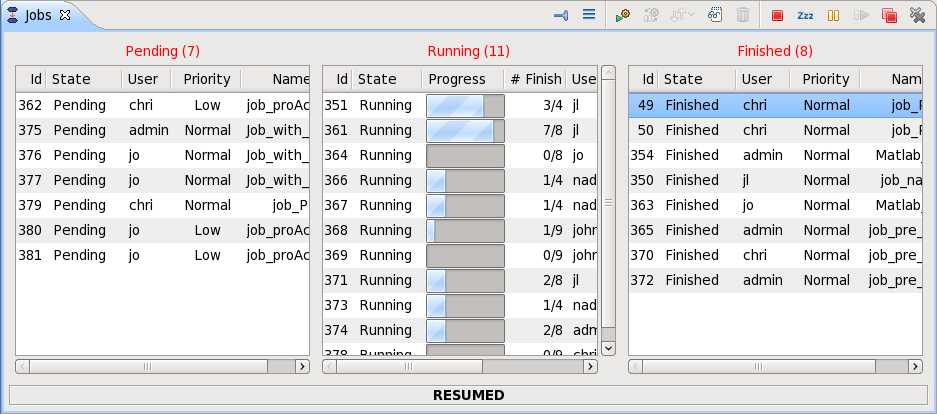 Jobs
Zzz
Pending (7)
Id State User Priority Name
362 Pending chri Low job_proAc
375 Pending admin Normal Job_with_
376 Pending jo Normal Job_with_
377 Pending jo Normal Job_with_
379 Pending chri Normal job_P
380 Pending jo Low job_proAc
381 Pending jo Low job_proAc
Running (11)
Id State Progress # Finish Use
351 Running 3/4 jl
361 Running 7/8 jl
364 Running 0/8 jo
366 Running 1/4 nad
367 Running 1/4 nad
368 Running 1/9 john
369 Running 0/9 john
371 Running 2/8 jl
373 Running 1/4 nad
374 Running 2/8 adm
378 Running 0/9 chri
Finished (8)
Id State User Priority Nam
49 Finished chri Normal job_P
50 Finished chri Normal job_P
354 Finished admin Normal Matlab_
350 Finished jl Normal job_na
363 Finished jo Normal Matlab_
365 Finished admin Normal job_pre_
370 Finished chri Normal job_pre_
372 Finished admin Normal job_pre_
RESUMED